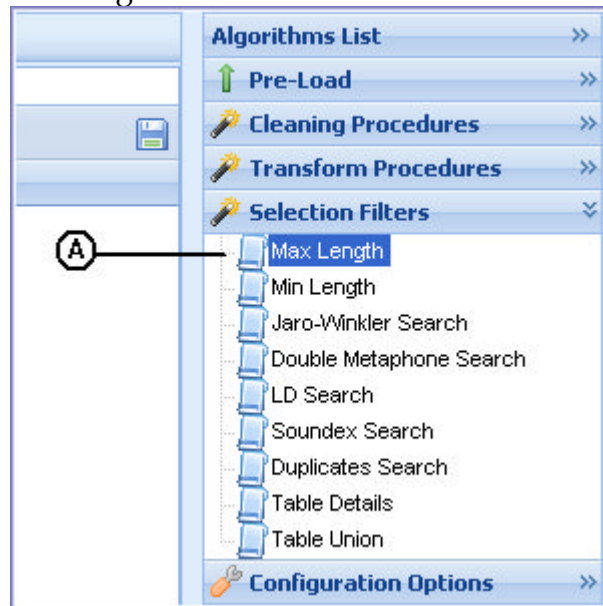 Algorithms List
Pre-Load
Cleaning Procedures
Transform Procedures
Selection Filters
A
Max Length
Min Length
Jaro-Winkler Search
Double Metaphone Search
LD Search
Soundex Search
Duplicates Search
Table Details
Table Union
Configuration Options